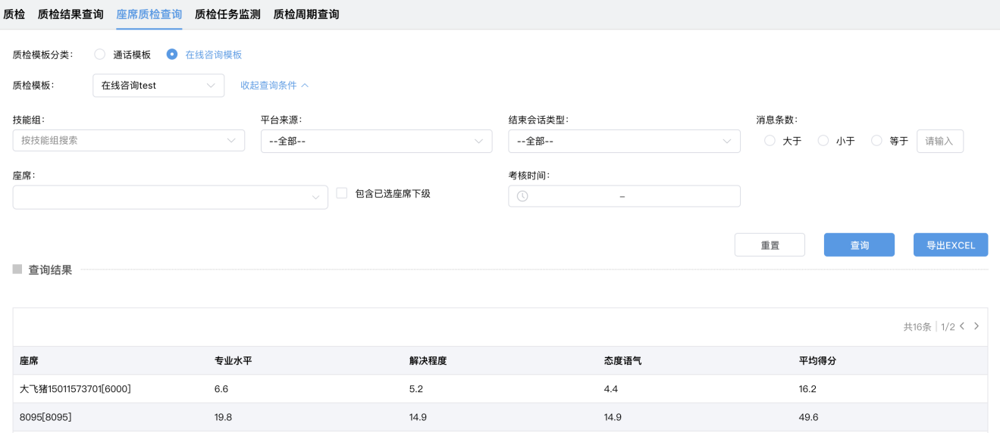 质检 质检结果查询 座席质检查询 质检任务监测 质检周期查询
质检模板分类: 通话模板 在线咨询模板
质检模板: 在线咨询test 收起查询条件
技能组: 平台来源: 结束会话类型: 消息条数:
按技能组搜索 --全部-- --全部-- 大于 小于 等于 请输入
座席: 考核时间:
包含已选座席下级 –
重置 查询 导出EXCEL
查询结果
共16条 1/2
座席 专业水平 解决程度 态度语气 平均得分
大飞猪15011573701[6000] 6.6 5.2 4.4 16.2
8095[8095] 19.8 14.9 14.9 49.6